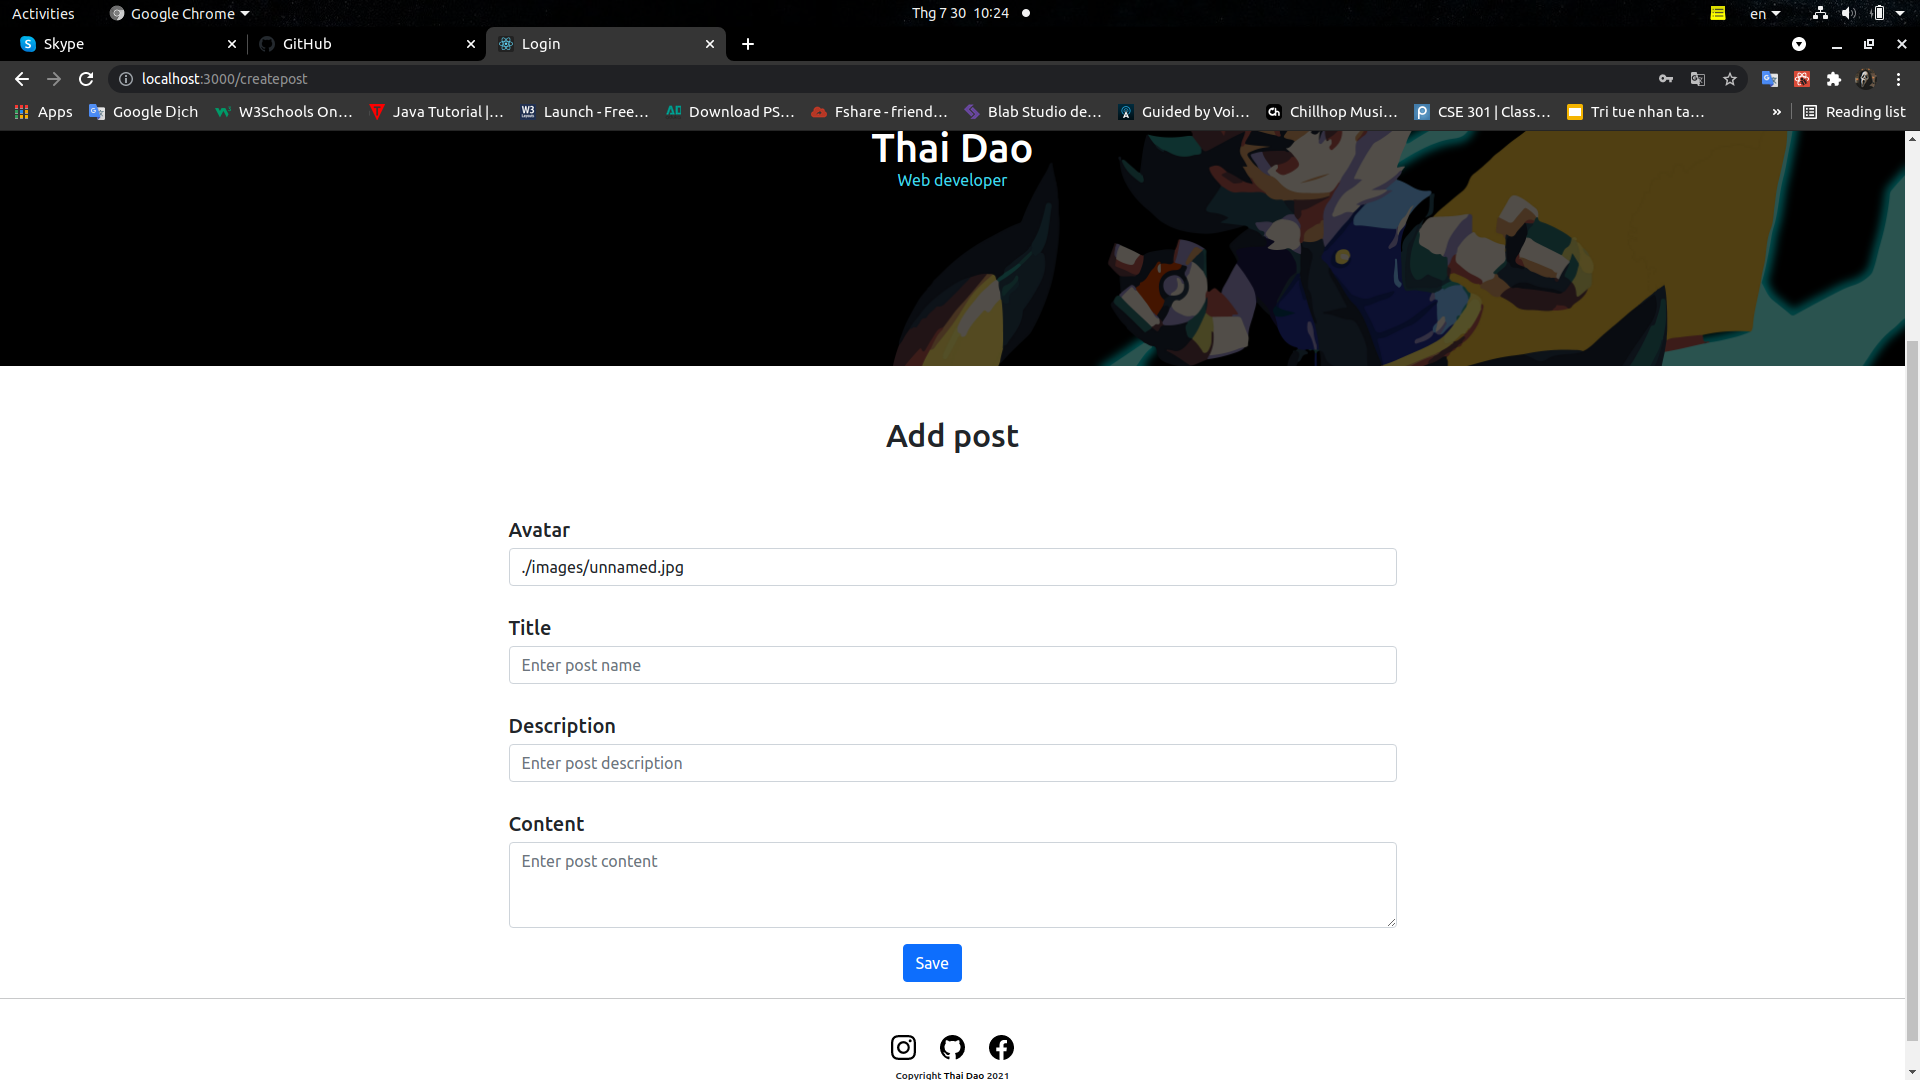 Activities Google Chrome Thg 7 30 10:24 en
Skype GitHub Login
localhost:3000/createpost
Apps Google Dịch W3Schools On… Java Tutorial |… Launch - Free… Download PS… Fshare - friend… Blab Studio de… Guided by Voi… Chillhop Musi… CSE 301 | Class… Tri tue nhan ta… » Reading list
Thai Dao
Web developer
Add post
Avatar
./images/unnamed.jpg
Title
Enter post name
Description
Enter post description
Content
Enter post content
Save
Copyright Thai Dao 2021